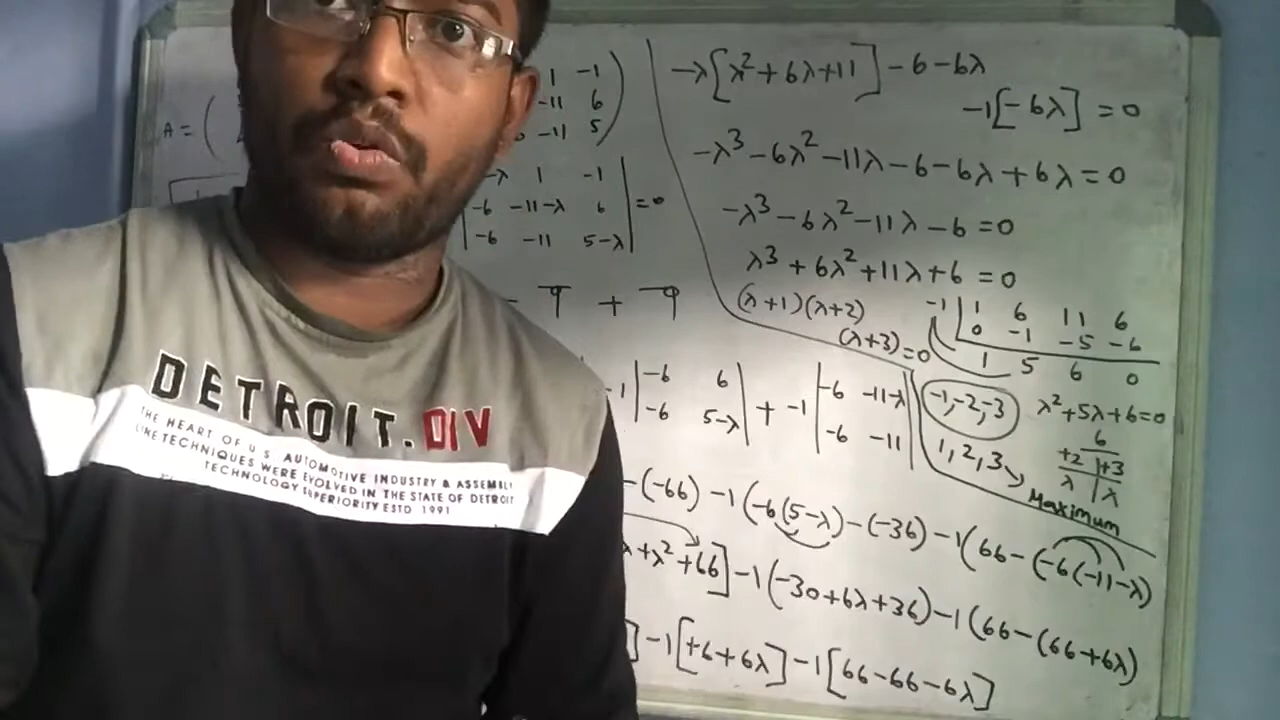 A = ( 1 -1
-11 6
-11 5 )
-λ 1 -1
-6 -11-λ 6
-6 -11 5-λ | =0
- + -
-1 | -6 6
-6 5-λ | + -1 | -6 -11-λ
-6 -11 |
-(-66) -1(-6(5-λ)-(-36)-1(66-(-6(-11-λ)
+λ²+66] -1(-30+6λ+36)-1(66-(66+6λ)
] -1[+6+6λ]-1[66-66-6λ]
-λ[λ²+6λ+11]-6-6λ
-1[-6λ] =0
-λ³-6λ²-11λ-6-6λ+6λ=0
-λ³-6λ²-11λ-6=0
λ³+6λ²+11λ+6=0
(λ+1)(λ+2)
(λ+3)=0
-1 | 1 6 11 6
0 -1 -5 -6
1 5 6 0
-1,-2,-3
λ²+5λ+6=0
1,2,3
Maximum
6
+2 | +3
λ | λ
DETROIT.DIV
THE HEART OF U S AUTOMOTIVE INDUSTRY & ASSEMBL
LINE TECHNIQUES WERE EVOLVED IN THE STATE OF DETROIT
TECHNOLOGY SUPERIORITY ESTD 1991